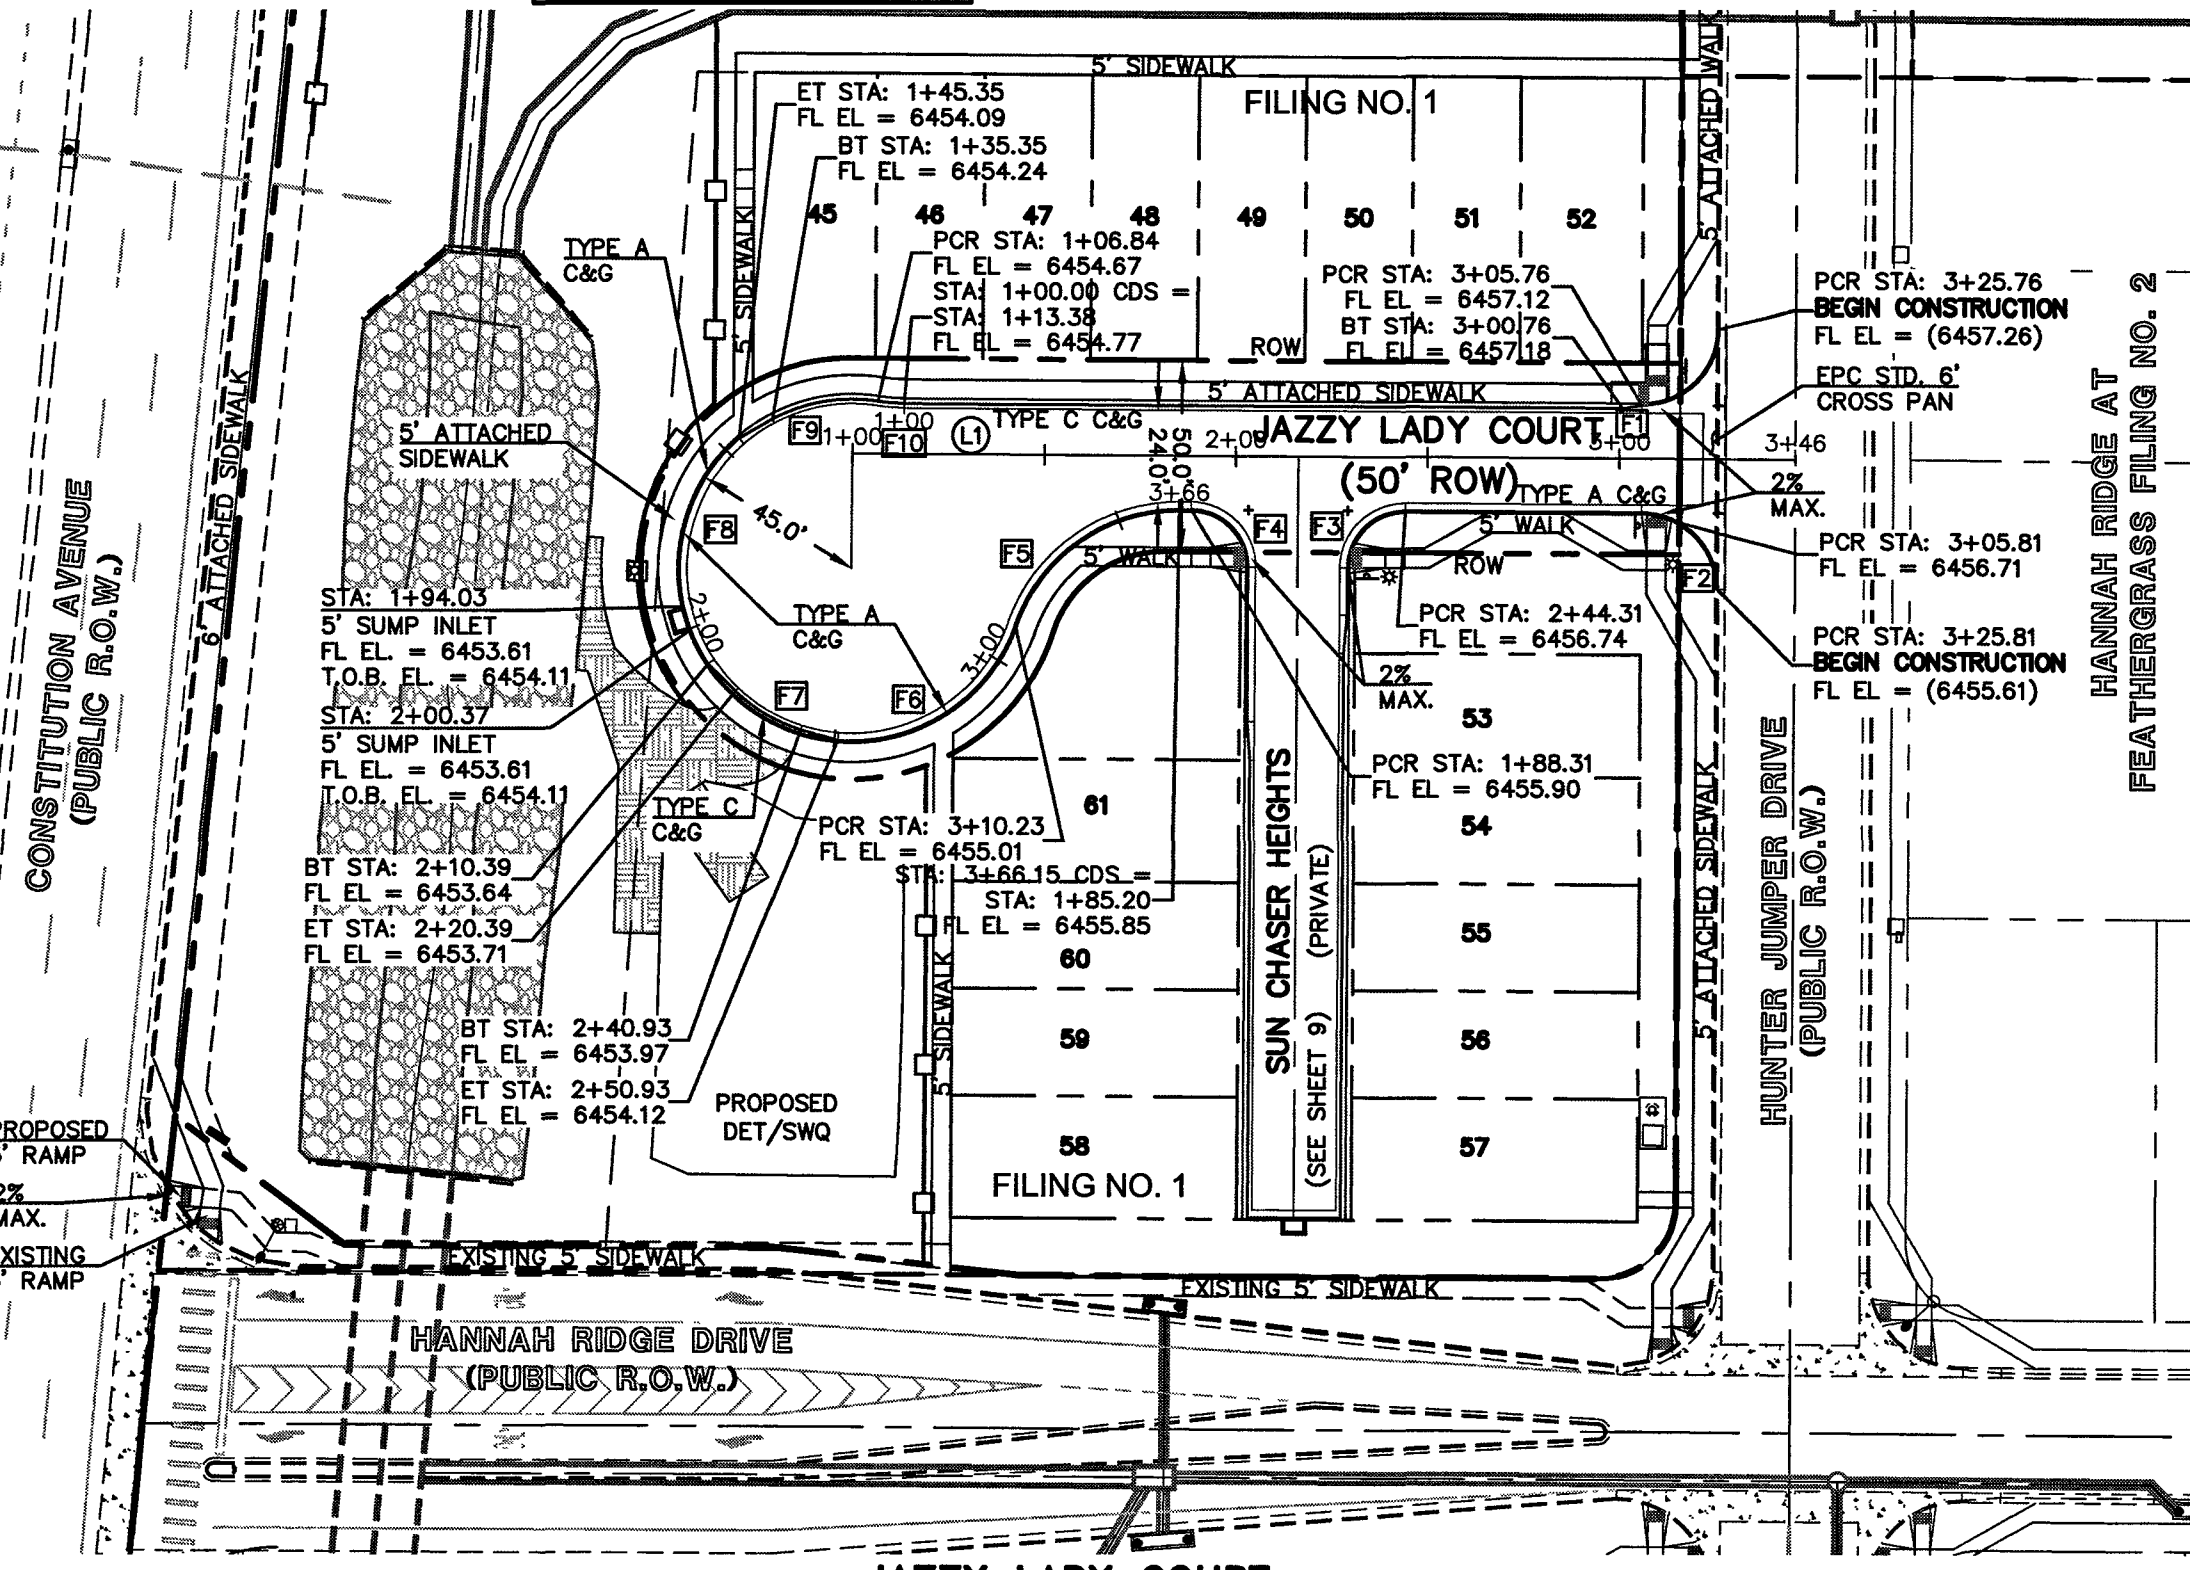 5' SIDEWALK
FILING NO. 1
ET STA: 1+45.35
FL EL = 6454.09
BT STA: 1+35.35
FL EL = 6454.24
5' SIDEWALK
5' ATTACHED WALK
45
46
47
48
49
50
51
52
TYPE A
C&G
PCR STA: 1+06.84
FL EL = 6454.67
STA: 1+00.00 CDS =
STA: 1+13.38
FL EL = 6454.77
PCR STA: 3+05.76
FL EL = 6457.12
BT STA: 3+00.76
FL EL = 6457.18
ROW
PCR STA: 3+25.76
BEGIN CONSTRUCTION
FL EL = (6457.26)
EPC STD. 6'
CROSS PAN
HANNAH RIDGE AT
FEATHERGRASS FILING NO. 2
5' ATTACHED SIDEWALK
5' ATTACHED
SIDEWALK
6' ATTACHED SIDEWALK
F9
1+00
1+00
F10
L1
TYPE C C&G
2+00
JAZZY LADY COURT
(50' ROW)
F1
3+00
3+46
24.0'
50.0'
3+66
TYPE A C&G
2%
MAX.
45.0'
F8
F5
F4
F3
5' WALK
5' WALK
ROW
F2
PCR STA: 3+05.81
FL EL = 6456.71
CONSTITUTION AVENUE
(PUBLIC R.O.W.)
STA: 1+94.03
5' SUMP INLET
FL EL. = 6453.61
T.O.B. EL. = 6454.11
2+00
TYPE A
C&G
3+00
PCR STA: 2+44.31
FL EL = 6456.74
PCR STA: 3+25.81
BEGIN CONSTRUCTION
FL EL = (6455.61)
2%
MAX.
STA: 2+00.37
5' SUMP INLET
FL EL. = 6453.61
T.O.B. EL. = 6454.11
F7
F6
53
TYPE C
C&G
PCR STA: 1+88.31
FL EL = 6455.90
61
PCR STA: 3+10.23
FL EL = 6455.01
STA: 3+66.15 CDS =
STA: 1+85.20
FL EL = 6455.85
54
BT STA: 2+10.39
FL EL = 6453.64
ET STA: 2+20.39
FL EL = 6453.71
SUN CHASER HEIGHTS
(PRIVATE)
(SEE SHEET 9)
HUNTER JUMPER DRIVE
(PUBLIC R.O.W.)
5' ATTACHED SIDEWALK
55
60
BT STA: 2+40.93
FL EL = 6453.97
ET STA: 2+50.93
FL EL = 6454.12
5' SIDEWALK
59
56
PROPOSED
DET/SWQ
58
57
FILING NO. 1
PROPOSED
5' RAMP
2%
MAX.
EXISTING
5' RAMP
EXISTING 5' SIDEWALK
EXISTING 5' SIDEWALK
HANNAH RIDGE DRIVE
(PUBLIC R.O.W.)
JAZZY LADY COURT